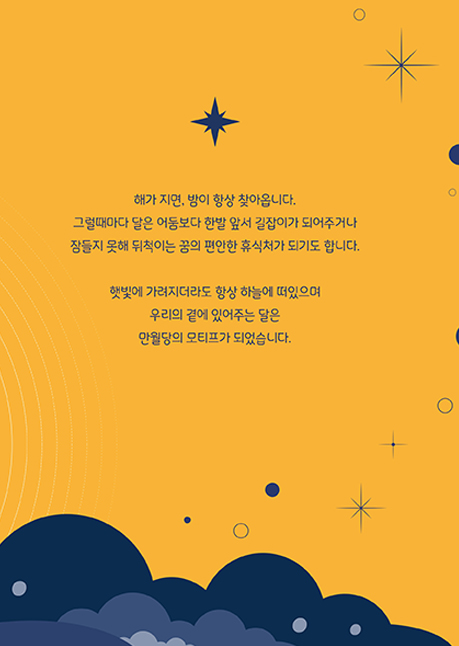 해가 지면, 밤이 항상 찾아옵니다.
그럴때마다 달은 어둠보다 한발 앞서 길잡이가 되어주거나
잠들지 못해 뒤척이는 꿈의 편안한 휴식처가 되기도 합니다.
햇빛에 가려지더라도 항상 하늘에 떠있으며
우리의 곁에 있어주는 달은
만월당의 모티프가 되었습니다.